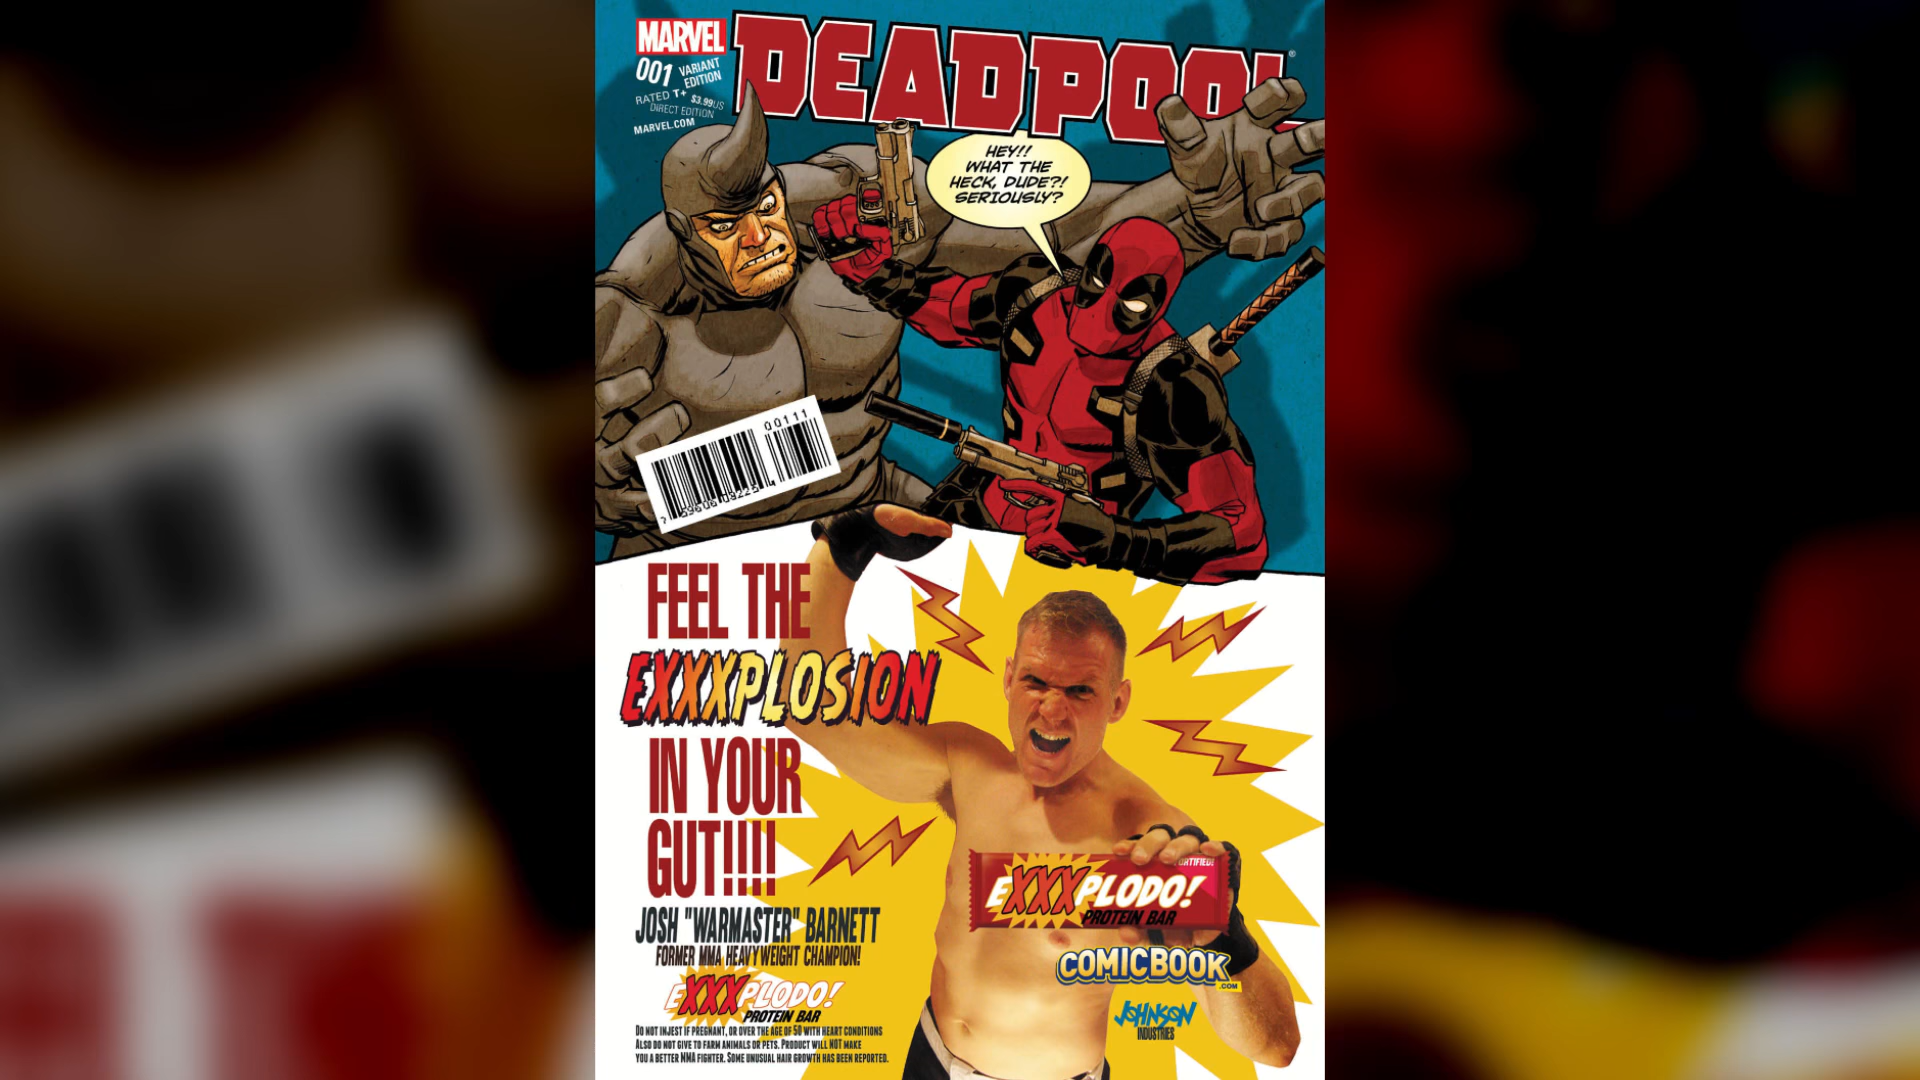 MARVEL
DEADPOOL
001 VARIANT
EDITION
RATED T+ $3.99US
DIRECT EDITION
MARVEL.COM
HEY!!
WHAT THE
HECK, DUDE?!
SERIOUSLY?
00111
FEEL THE
EXXXPLOSION
IN YOUR
GUT!!!!
JOSH "WARMASTER" BARNETT
FORMER MMA HEAVYWEIGHT CHAMPION!
EXXXPLODO!
PROTEIN BAR
DO NOT INJEST IF PREGNANT, OR OVER THE AGE OF 50 WITH HEART CONDITIONS
ALSO DO NOT GIVE TO FARM ANIMALS OR PETS. PRODUCT WILL NOT MAKE
YOU A BETTER MMA FIGHTER. SOME UNUSUAL HAIR GROWTH HAS BEEN REPORTED.
EXXXPLODO!
PROTEIN BAR
COMICBOOK
.COM
JOHNSON
INDUSTRIES